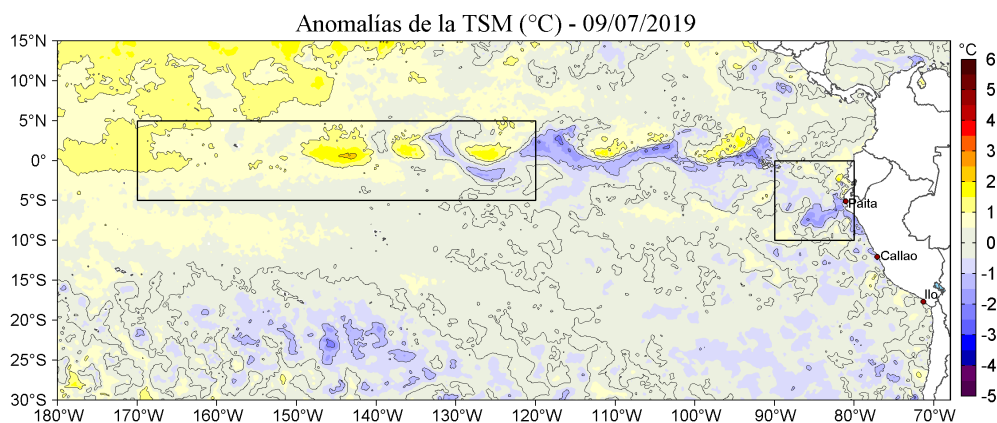 Anomalías de la TSM (°C) - 09/07/2019
°C
15°N
10°N
5°N
0°
5°S
10°S
15°S
20°S
25°S
30°S
180°W
170°W
160°W
150°W
140°W
130°W
120°W
110°W
100°W
90°W
80°W
70°W
Paita
Callao
Ilo
6
5
4
3
2
1
0
-1
-2
-3
-4
-5